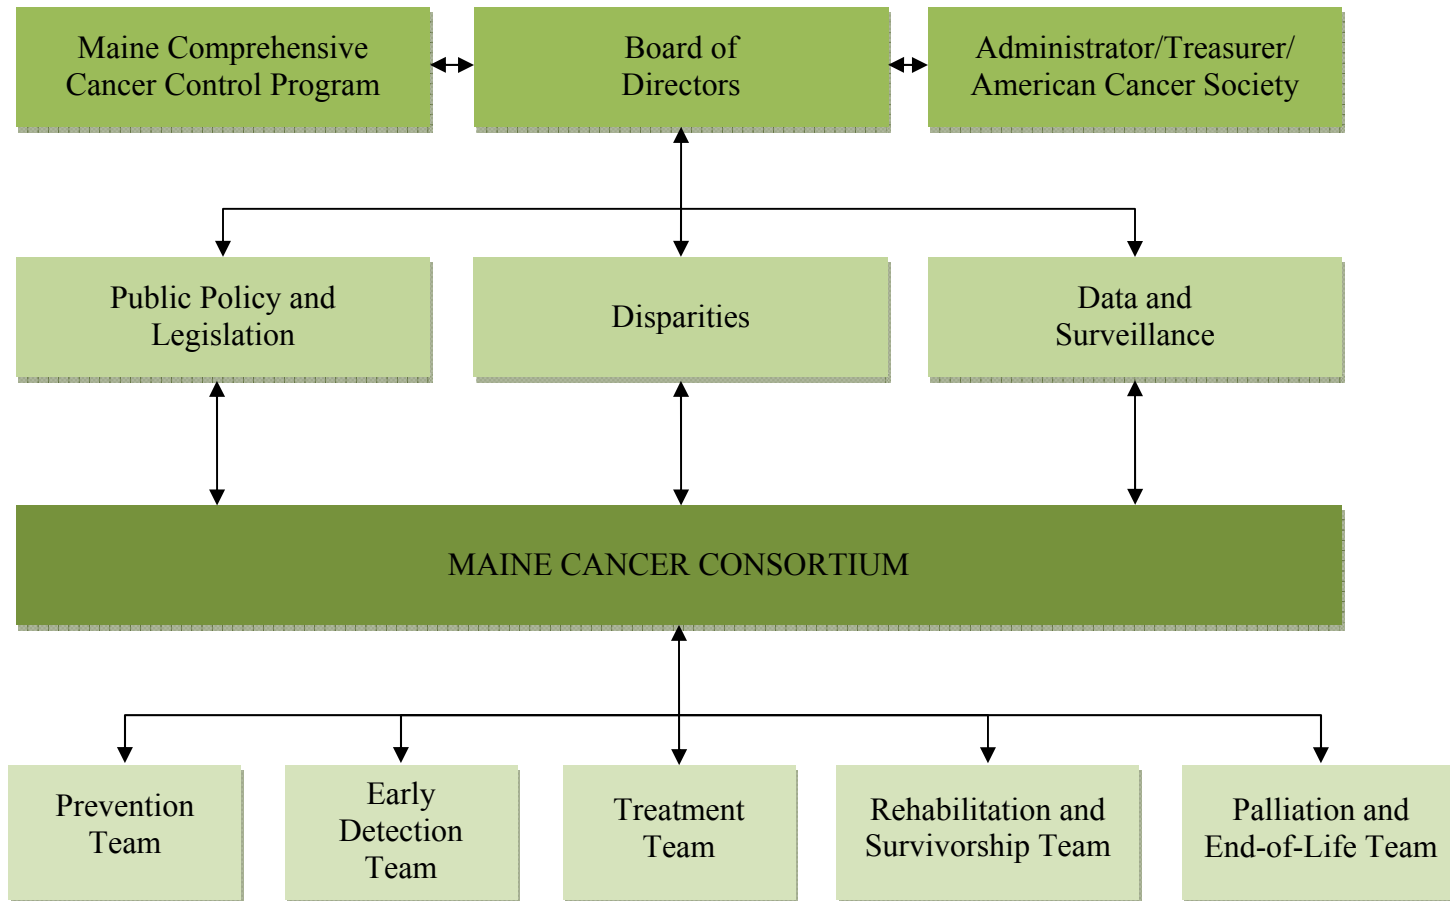 Maine Comprehensive
Cancer Control Program
Board of
Directors
Administrator/Treasurer/
American Cancer Society
Public Policy and
Legislation
Disparities
Data and
Surveillance
MAINE CANCER CONSORTIUM
Prevention
Team
Early
Detection
Team
Treatment
Team
Rehabilitation and
Survivorship Team
Palliation and
End-of-Life Team